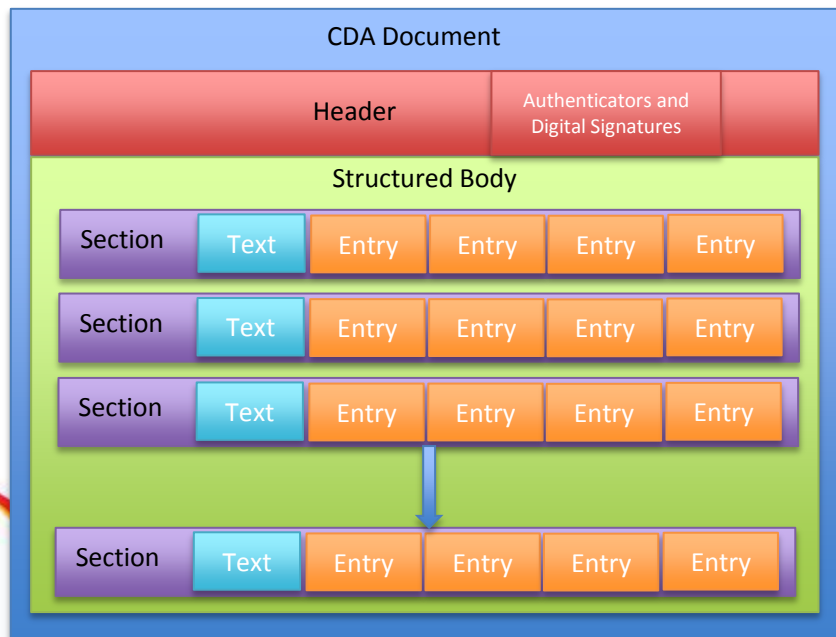 CDA Document
Header
Authenticators and
Digital Signatures
Structured Body
Section Text Entry Entry Entry Entry
Section Text Entry Entry Entry Entry
Section Text Entry Entry Entry Entry
Section Text Entry Entry Entry Entry